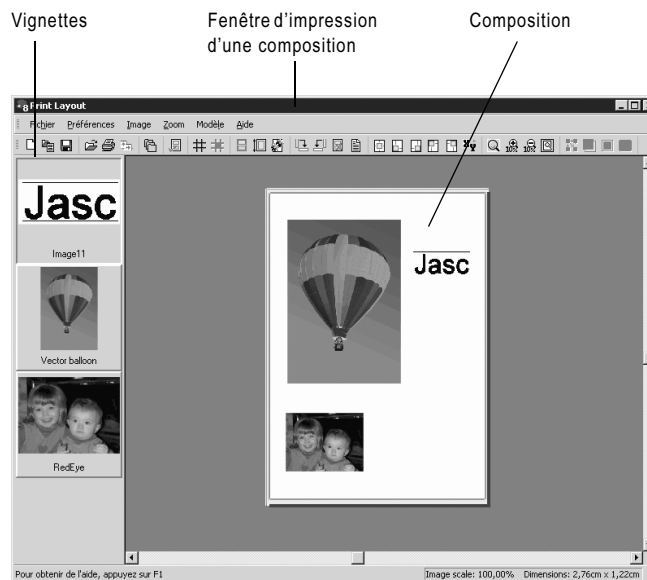 Vignettes
Fenêtre d'impression
d'une composition
Composition
Print Layout
Fichier Préférences Image Zoom Modèle Aide
Jasc
Image11
Vector balloon
RedEye
Jasc
Pour obtenir de l'aide, appuyez sur F1
Image scale: 100,00% Dimensions: 2,76cm x 1,22cm